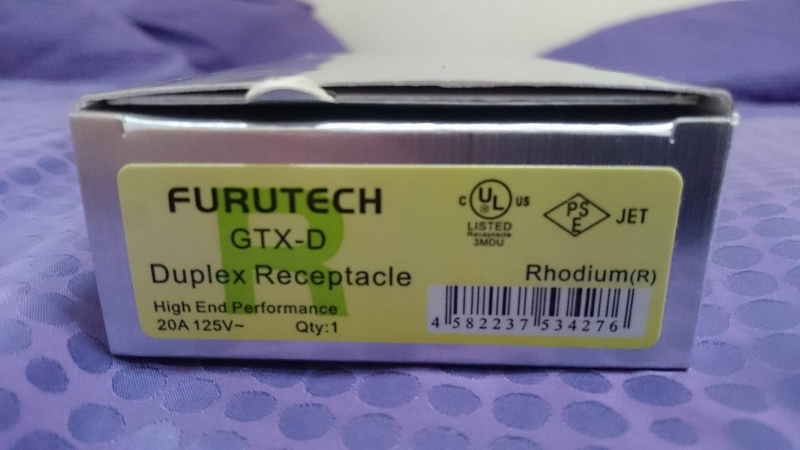 FURUTECH
GTX-D
R
Duplex Receptacle
High End Performance
20A 125V~ Qty:1
C UL US
®
LISTED
Receptacle
3MDU
PS
E
JET
Rhodium(R)
4 582237 534276